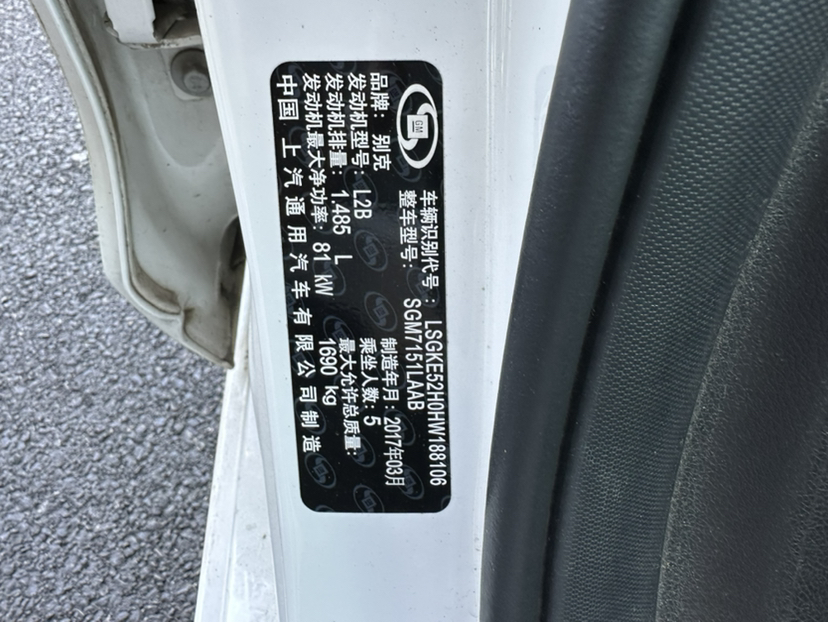 GM
车辆识别代号: LSGKE52H0HW188106
整车型号: SGM7151LAAB
品牌: 别克
制造年月: 2017年03月
发动机型号: L2B
乘坐人数: 5
发动机排量: 1.485 L
最大允许总质量:
发动机最大净功率: 81 kW
1690 kg
中国 上汽通用汽车有限公司制造